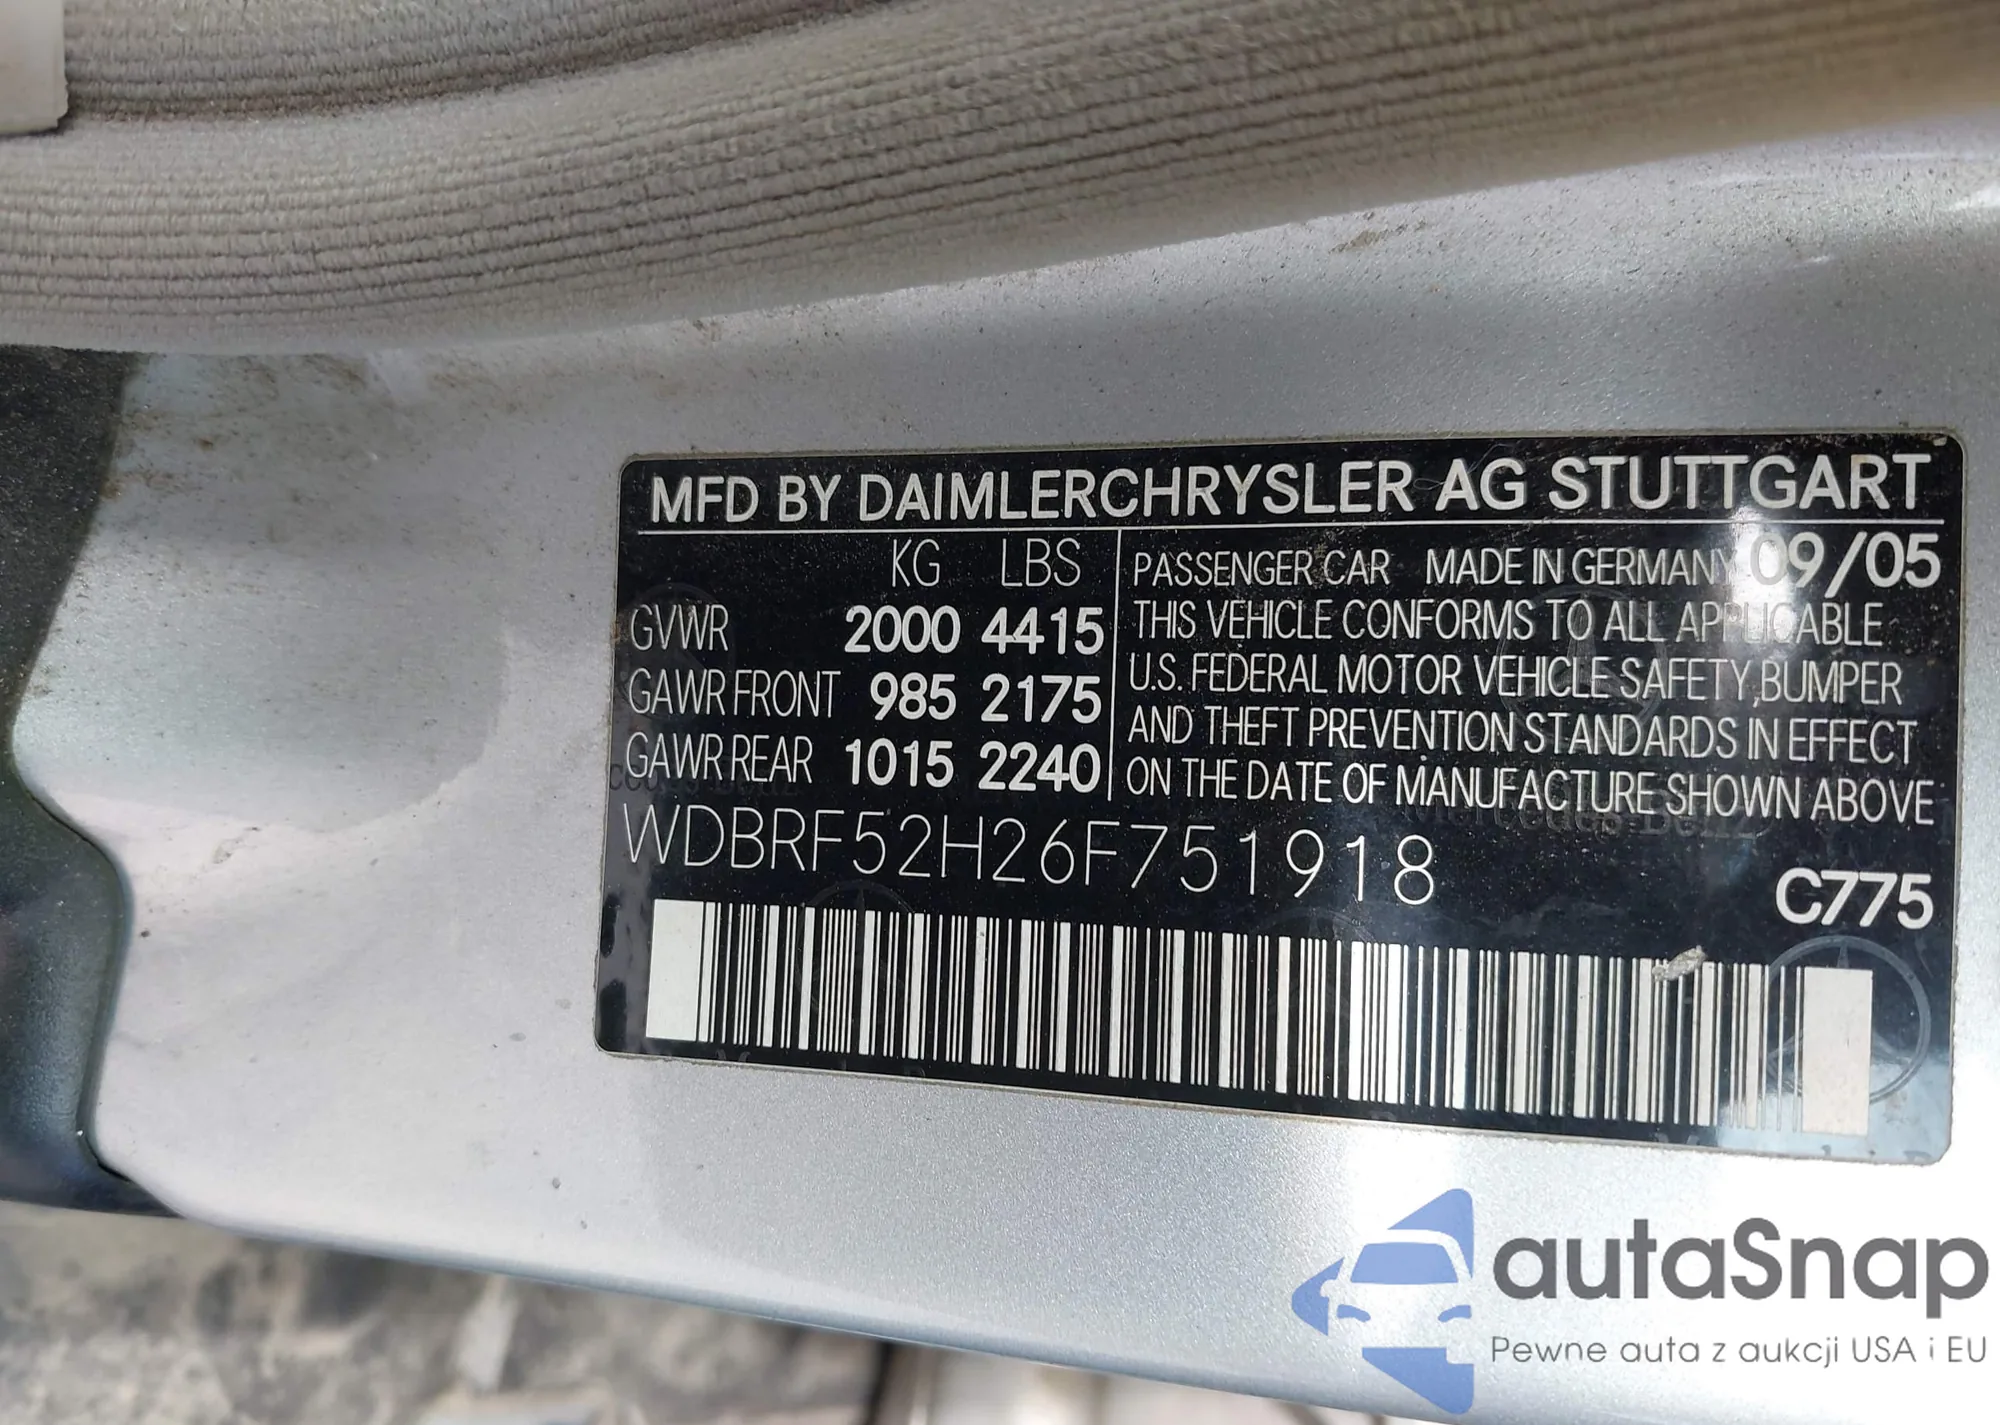 MFD BY DAIMLERCHRYSLER AG STUTTGART
KG LBS
GVWR 2000 4415
GAWR FRONT 985 2175
GAWR REAR 1015 2240
PASSENGER CAR MADE IN GERMANY 09/05
THIS VEHICLE CONFORMS TO ALL APPLICABLE
U.S. FEDERAL MOTOR VEHICLE SAFETY, BUMPER
AND THEFT PREVENTION STANDARDS IN EFFECT
ON THE DATE OF MANUFACTURE SHOWN ABOVE
WDBRF52H26F751918
C775
Mercedes Benz
autaSnap
Pewne auta z aukcji USA i EU